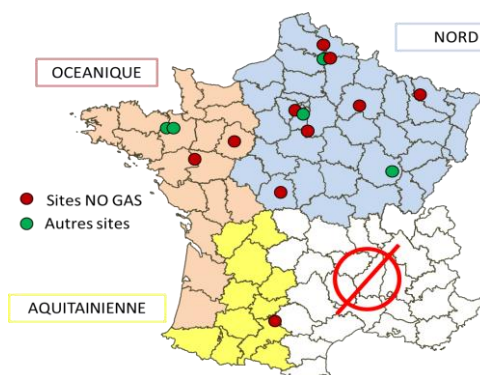 NORD
OCEANIQUE
Sites NO GAS
Autres sites
AQUITAINIENNE